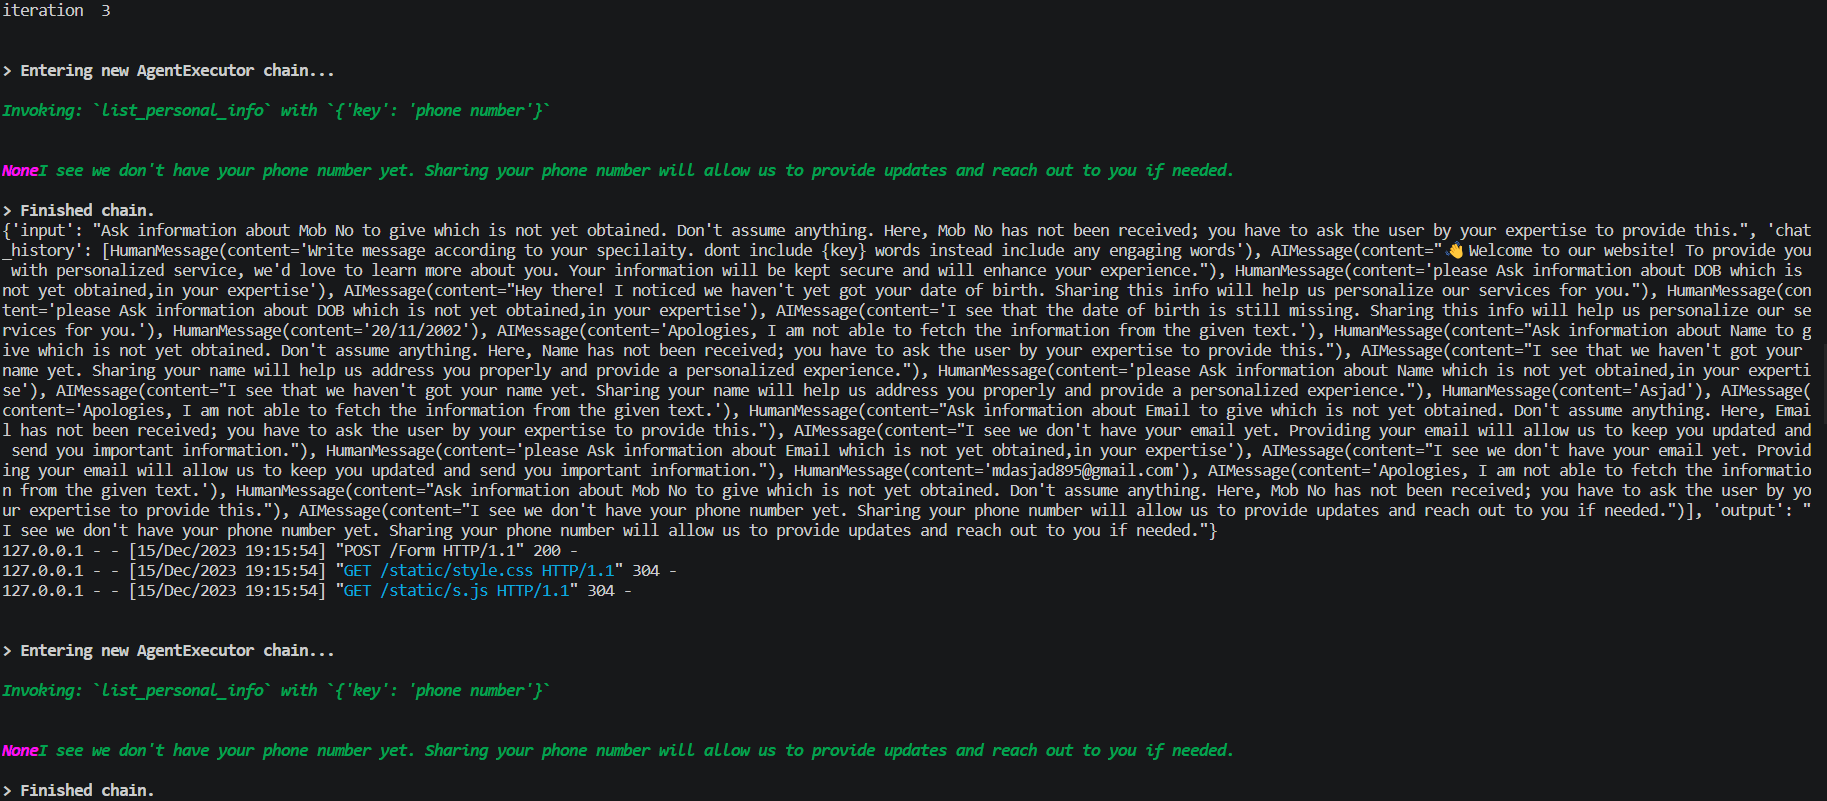 iteration  3
> Entering new AgentExecutor chain...
Invoking: `list_personal_info` with `{'key': 'phone number'}`
NoneI see we don't have your phone number yet. Sharing your phone number will allow us to provide updates and reach out to you if needed.
> Finished chain.
{'input': "Ask information about Mob No to give which is not yet obtained. Don't assume anything. Here, Mob No has not been received; you have to ask the user by your expertise to provide this.", 'chat
_history': [HumanMessage(content='Write message according to your specilaity. dont include {key} words instead include any engaging words'), AIMessage(content="👋Welcome to our website! To provide you
 with personalized service, we'd love to learn more about you. Your information will be kept secure and will enhance your experience."), HumanMessage(content='please Ask information about DOB which is
not yet obtained,in your expertise'), AIMessage(content="Hey there! I noticed we haven't yet got your date of birth. Sharing this info will help us personalize our services for you."), HumanMessage(con
tent='please Ask information about DOB which is not yet obtained,in your expertise'), AIMessage(content='I see that the date of birth is still missing. Sharing this info will help us personalize our se
rvices for you.'), HumanMessage(content='20/11/2002'), AIMessage(content='Apologies, I am not able to fetch the information from the given text.'), HumanMessage(content="Ask information about Name to g
ive which is not yet obtained. Don't assume anything. Here, Name has not been received; you have to ask the user by your expertise to provide this."), AIMessage(content="I see that we haven't got your
name yet. Sharing your name will help us address you properly and provide a personalized experience."), HumanMessage(content='please Ask information about Name which is not yet obtained,in your experti
se'), AIMessage(content="I see that we haven't got your name yet. Sharing your name will help us address you properly and provide a personalized experience."), HumanMessage(content='Asjad'), AIMessage(
content='Apologies, I am not able to fetch the information from the given text.'), HumanMessage(content="Ask information about Email to give which is not yet obtained. Don't assume anything. Here, Emai
l has not been received; you have to ask the user by your expertise to provide this."), AIMessage(content="I see we don't have your email yet. Providing your email will allow us to keep you updated and
 send you important information."), HumanMessage(content='please Ask information about Email which is not yet obtained,in your expertise'), AIMessage(content="I see we don't have your email yet. Provid
ing your email will allow us to keep you updated and send you important information."), HumanMessage(content='mdasjad895@gmail.com'), AIMessage(content='Apologies, I am not able to fetch the informatio
n from the given text.'), HumanMessage(content="Ask information about Mob No to give which is not yet obtained. Don't assume anything. Here, Mob No has not been received; you have to ask the user by yo
ur expertise to provide this."), AIMessage(content="I see we don't have your phone number yet. Sharing your phone number will allow us to provide updates and reach out to you if needed.")], 'output': "
I see we don't have your phone number yet. Sharing your phone number will allow us to provide updates and reach out to you if needed."}
127.0.0.1 - - [15/Dec/2023 19:15:54] "POST /Form HTTP/1.1" 200 -
127.0.0.1 - - [15/Dec/2023 19:15:54] "GET /static/style.css HTTP/1.1" 304 -
127.0.0.1 - - [15/Dec/2023 19:15:54] "GET /static/s.js HTTP/1.1" 304 -
> Entering new AgentExecutor chain...
Invoking: `list_personal_info` with `{'key': 'phone number'}`
NoneI see we don't have your phone number yet. Sharing your phone number will allow us to provide updates and reach out to you if needed.
> Finished chain.